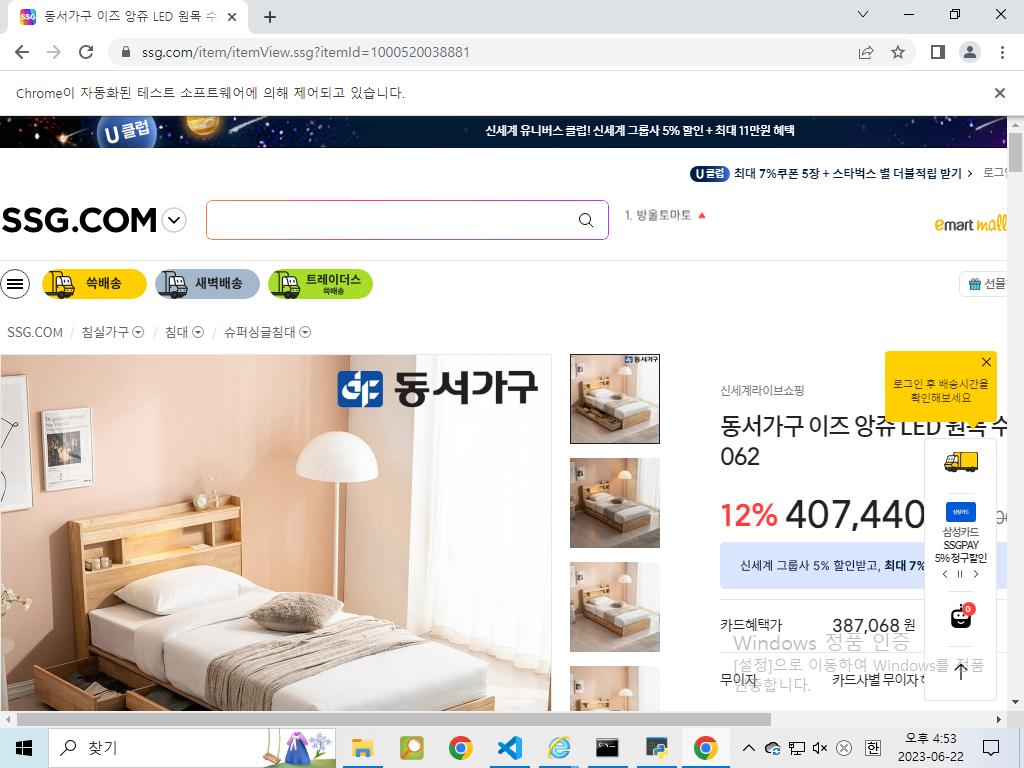 동서가구 이즈 앙쥬 LED 원목 수
ssg.com/item/itemView.ssg?itemId=1000520038881
Chrome이 자동화된 테스트 소프트웨어에 의해 제어되고 있습니다.
U클럽
신세계 유니버스 클럽! 신세계 그룹사 5% 할인 + 최대 11만원 혜택
U클럽 최대 7%쿠폰 5장 + 스타벅스 별 더블적립 받기 > 로그인
SSG.COM
1. 방울토마토
emart mall
쓱배송
새벽배송
트레이더스
쓱배송
선물
SSG.COM / 침실가구 / 침대 / 슈퍼싱글침대
동서가구
동서가구
로그인 후 배송시간을
확인해보세요
신세계라이브쇼핑
동서가구 이즈 앙쥬 LED 원목 수
062
12% 407,440
삼성카드
삼성카드
SSGPAY
5% 청구할인
신세계 그룹사 5% 할인받고, 최대 7%
0
카드혜택가 387,068 원
Windows 정품 인증
[설정]으로 이동하여 Windows를 정품
인증합니다.
무이자 카드사별 무이자
찾기
한
오후 4:53
2023-06-22